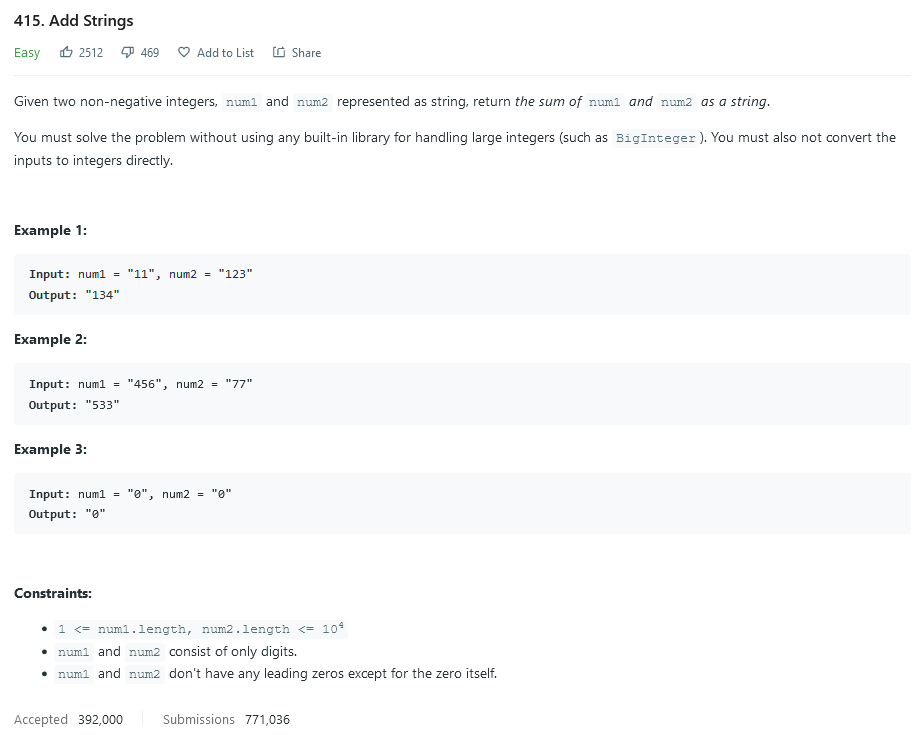 415. Add Strings
Easy 2512 469 Add to List Share
Given two non-negative integers, num1 and num2 represented as string, return the sum of num1 and num2 as a string.
You must solve the problem without using any built-in library for handling large integers (such as BigInteger). You must also not convert the
inputs to integers directly.
Example 1:
Input: num1 = "11", num2 = "123"
Output: "134"
Example 2:
Input: num1 = "456", num2 = "77"
Output: "533"
Example 3:
Input: num1 = "0", num2 = "0"
Output: "0"
Constraints:
• 1 <= num1.length, num2.length <= 10⁴
• num1 and num2 consist of only digits.
• num1 and num2 don't have any leading zeros except for the zero itself.
Accepted 392,000 Submissions 771,036